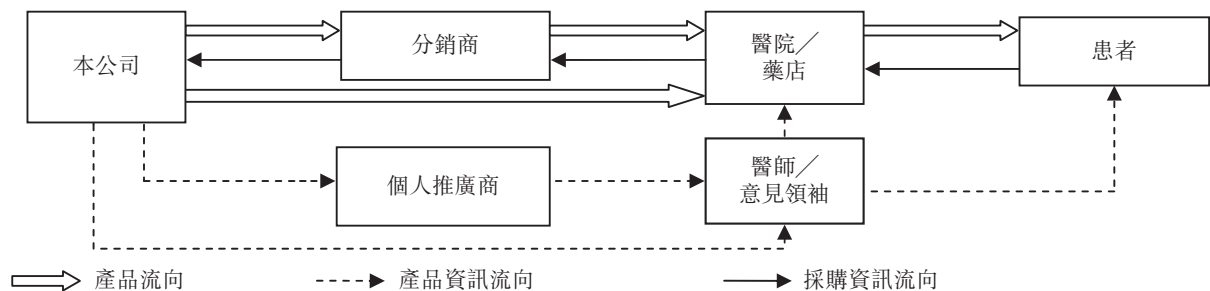 本公司
分銷商
醫院／
藥店
患者
個人推廣商
醫師／
意見領袖
產品流向
產品資訊流向
採購資訊流向